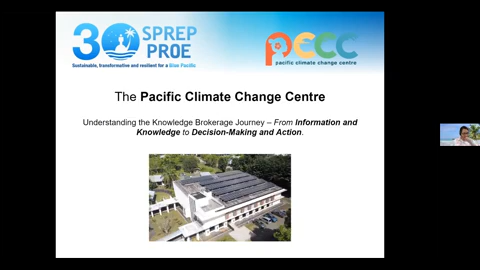 30 SPREP
PROE
Sustainable, transformative and resilient for a Blue Pacific
PCCC
pacific climate change centre
The Pacific Climate Change Centre
Understanding the Knowledge Brokerage Journey – From Information and
Knowledge to Decision-Making and Action.